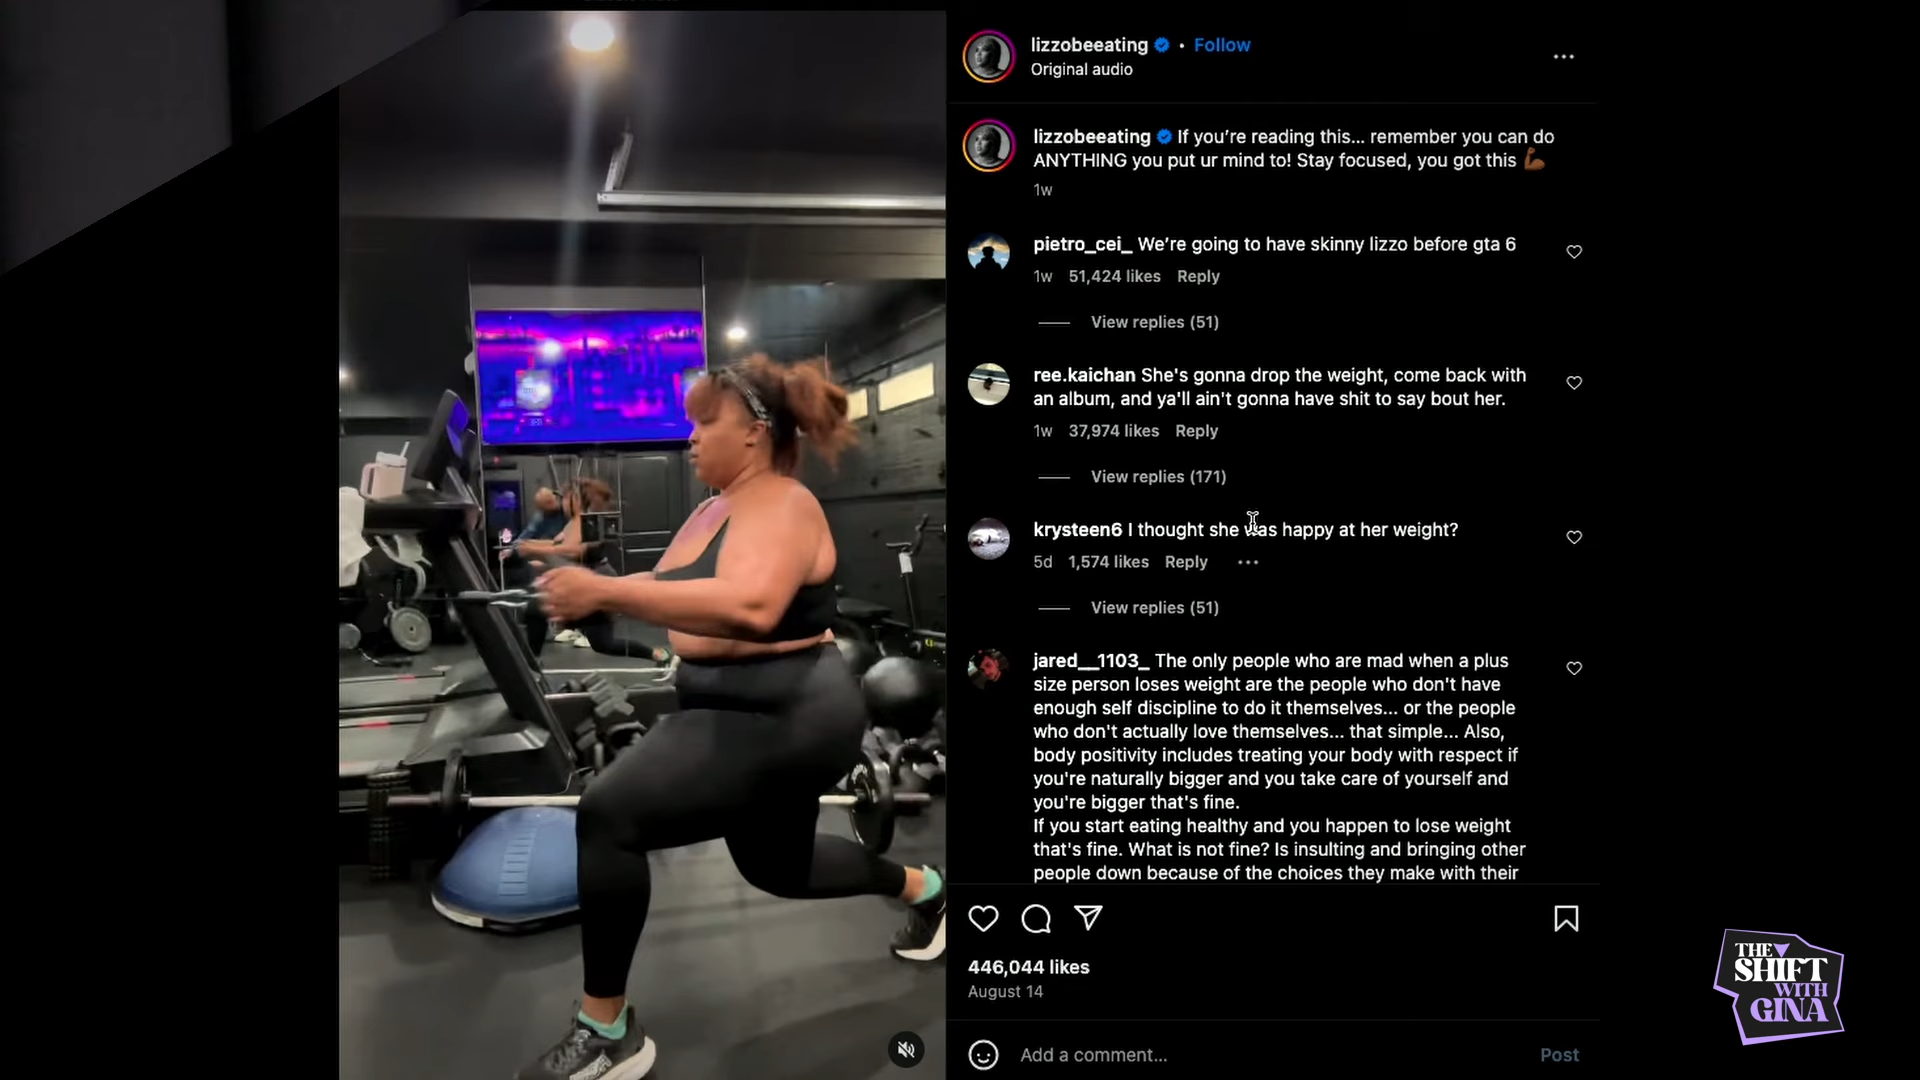 lizzobeeating • Follow
Original audio
lizzobeeating If you’re reading this... remember you can do
ANYTHING you put ur mind to! Stay focused, you got this 💪🏾
1w
pietro_cei_ We’re going to have skinny lizzo before gta 6
1w 51,424 likes Reply
View replies (51)
ree.kaichan She's gonna drop the weight, come back with
an album, and ya'll ain't gonna have shit to say bout her.
1w 37,974 likes Reply
View replies (171)
krysteen6 I thought she was happy at her weight?
5d 1,574 likes Reply
View replies (51)
jared__1103_ The only people who are mad when a plus
size person loses weight are the people who don't have
enough self discipline to do it themselves... or the people
who don't actually love themselves... that simple... Also,
body positivity includes treating your body with respect if
you're naturally bigger and you take care of yourself and
you're bigger that's fine.
If you start eating healthy and you happen to lose weight
that's fine. What is not fine? Is insulting and bringing other
people down because of the choices they make with their
446,044 likes
August 14
Add a comment...
Post
THE
SHIFT
WITH
GINA